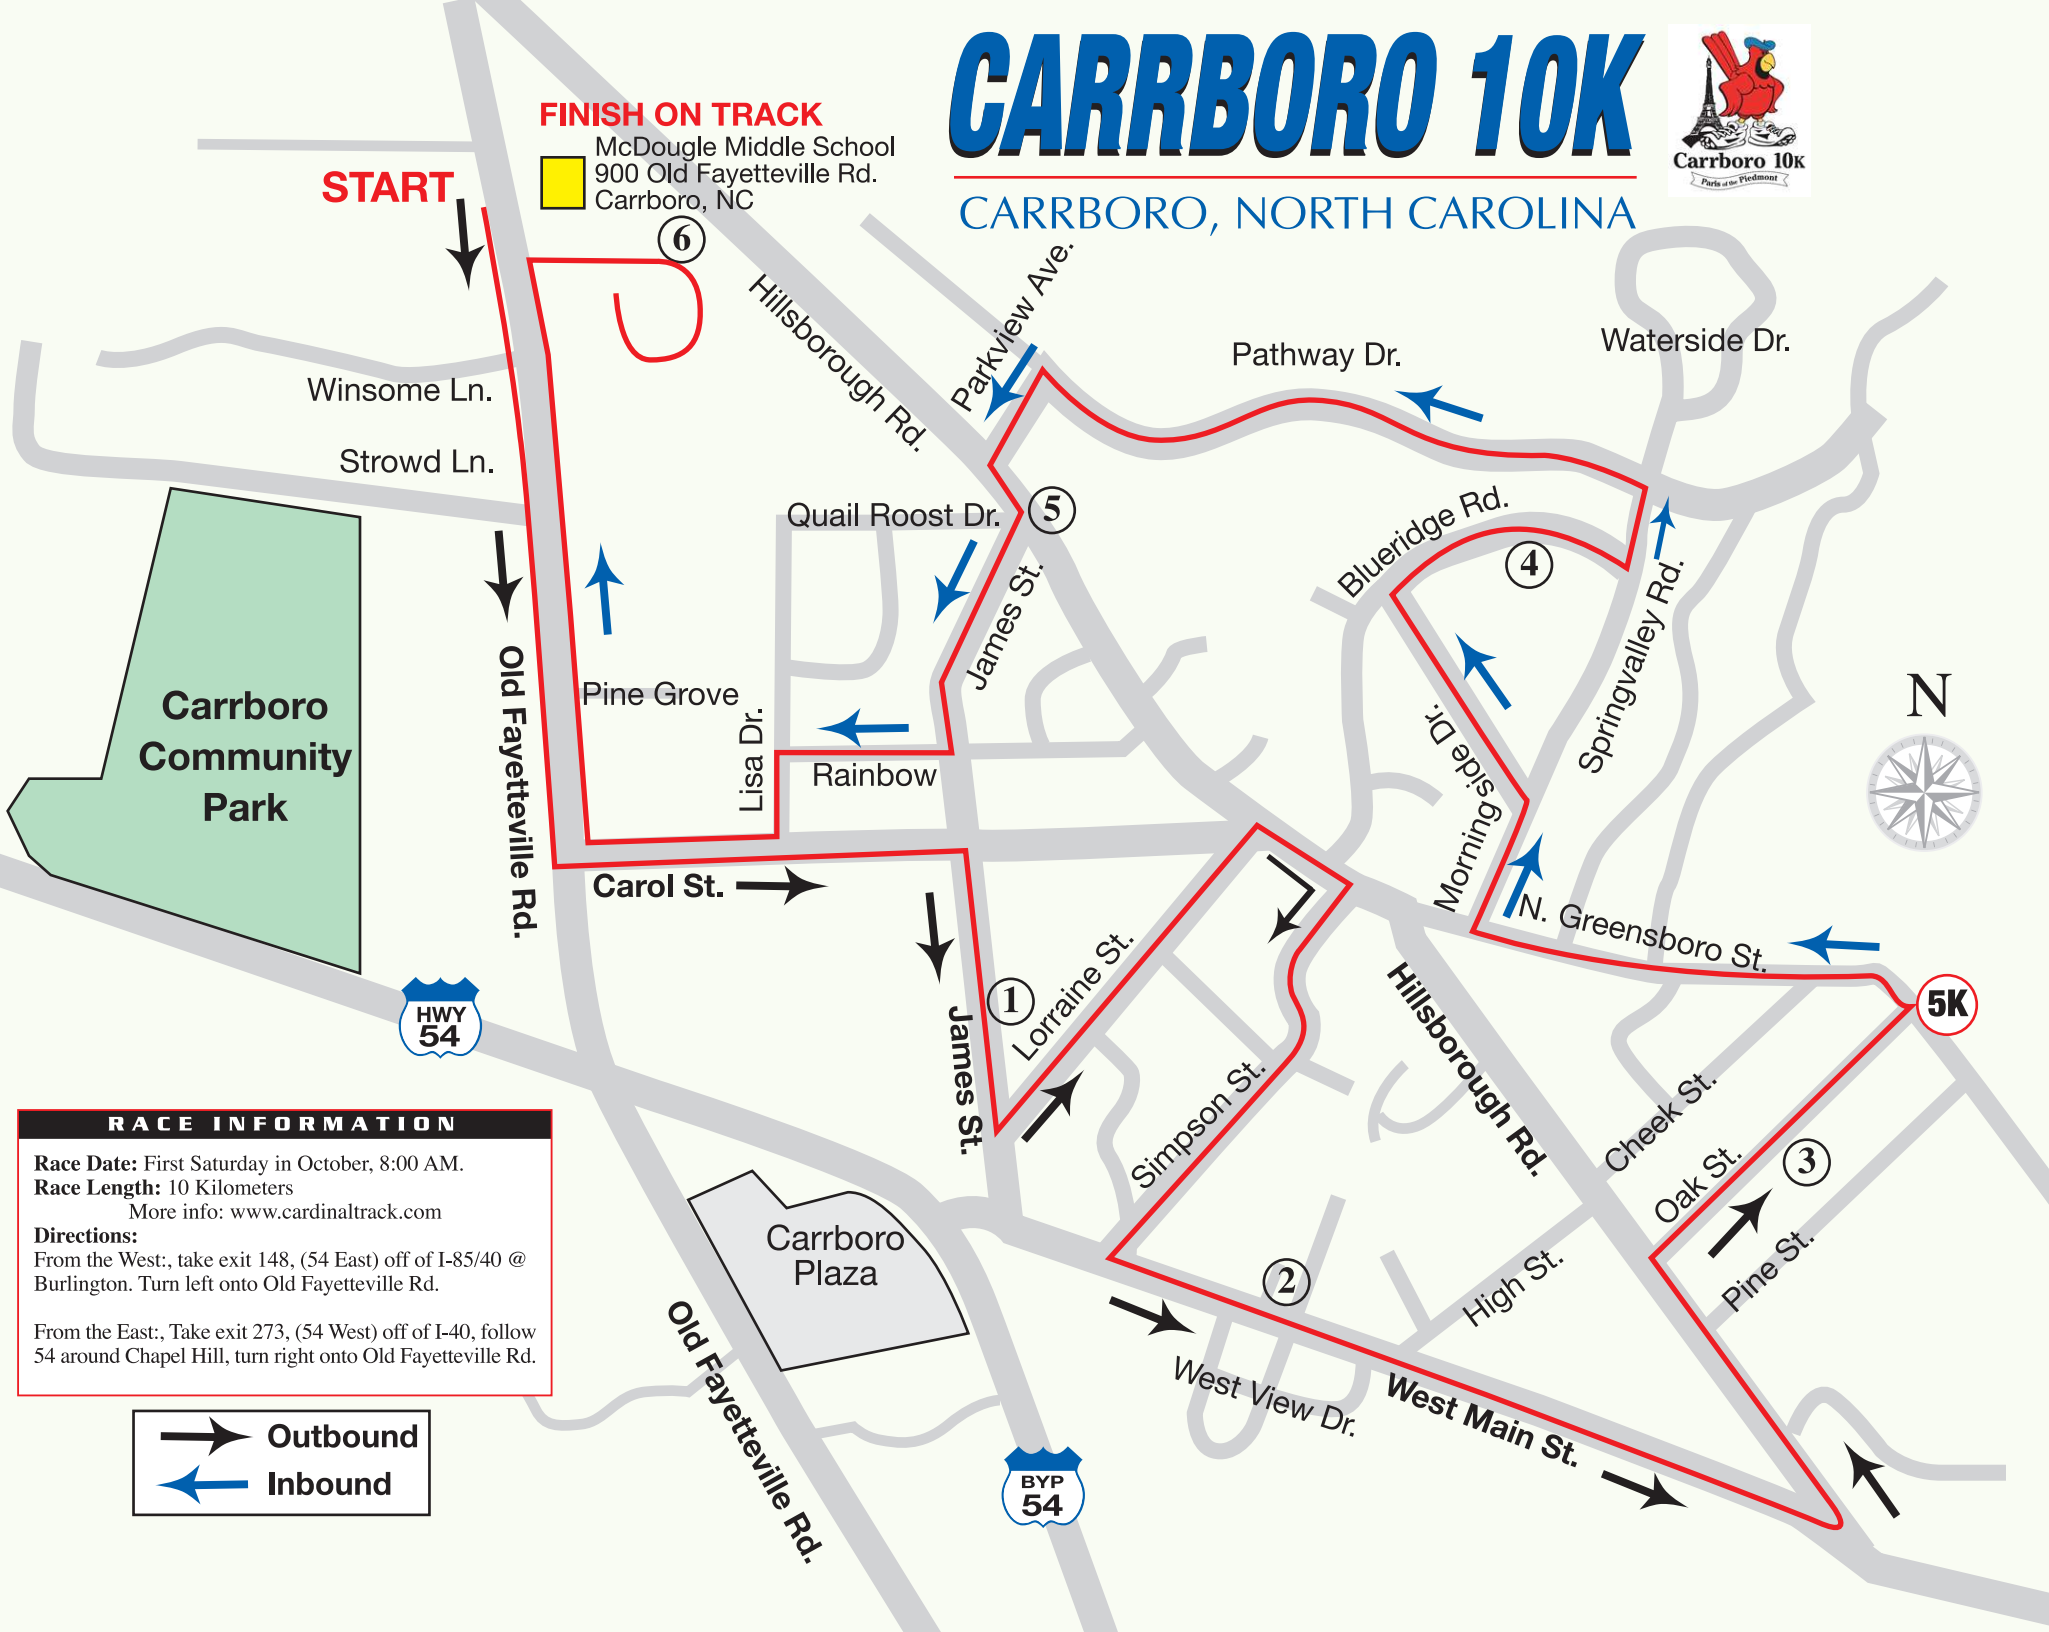 CARRBORO 10K
CARRBORO, NORTH CAROLINA
Carrboro 10K
Paris of the Piedmont
FINISH ON TRACK
McDougle Middle School
900 Old Fayetteville Rd.
Carrboro, NC
START
6
Hillsborough Rd.
Parkview Ave.
Pathway Dr.
Waterside Dr.
Winsome Ln.
Strowd Ln.
Quail Roost Dr.
5
Blueridge Rd.
4
James St.
Springvalley Rd.
Old Fayetteville Rd.
Pine Grove
Lisa Dr.
Rainbow
Morning side Dr.
N
Carrboro
Community
Park
Carol St.
N. Greensboro St.
Lorraine St.
1
James St.
Hillsborough Rd.
5K
HWY
54
Simpson St.
Cheek St.
Oak St.
3
Pine St.
High St.
2
Carrboro
Plaza
West View Dr.
West Main St.
Old Fayetteville Rd.
BYP
54
RACE INFORMATION
Race Date: First Saturday in October, 8:00 AM.
Race Length: 10 Kilometers
More info: www.cardinaltrack.com
Directions:
From the West:, take exit 148, (54 East) off of I-85/40 @
Burlington. Turn left onto Old Fayetteville Rd.
From the East:, Take exit 273, (54 West) off of I-40, follow
54 around Chapel Hill, turn right onto Old Fayetteville Rd.
Outbound
Inbound